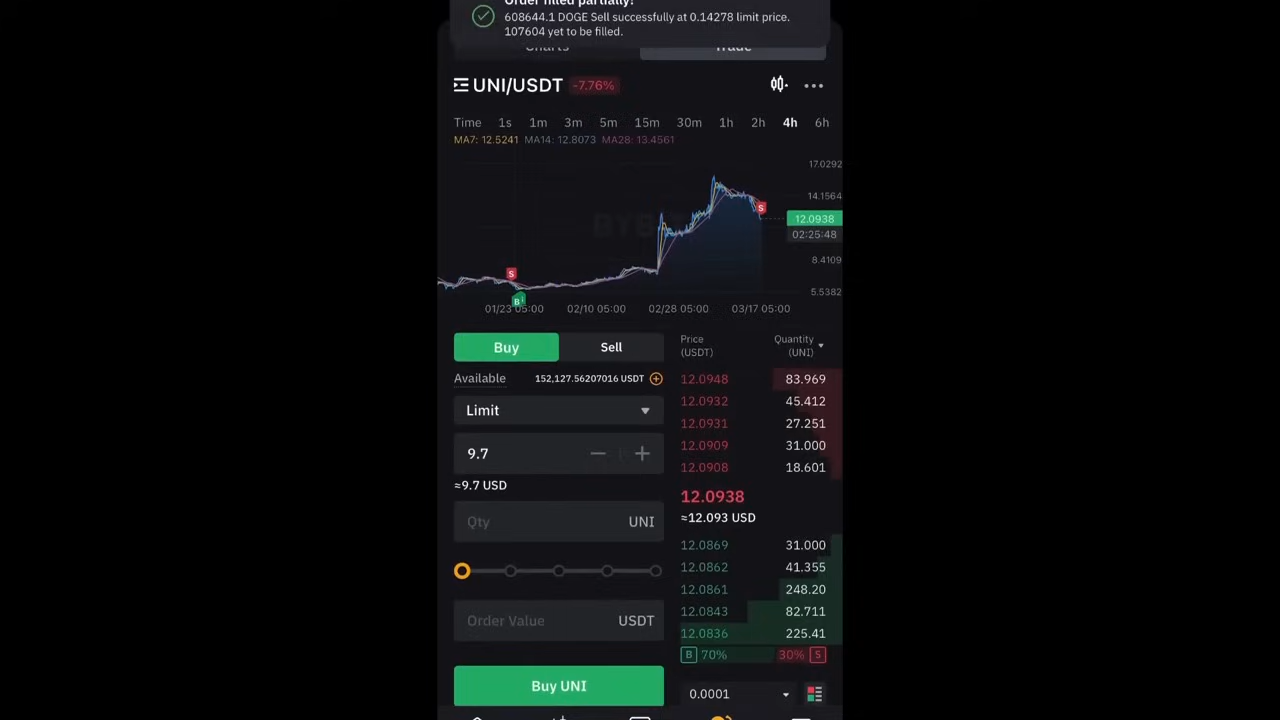 Order filled partially!
608644.1 DOGE Sell successfully at 0.14278 limit price.
107604 yet to be filled.
Charts Trade
UNI/USDT -7.76%
Time 1s 1m 3m 5m 15m 30m 1h 2h 4h 6h
MA7: 12.5241 MA14: 12.8073 MA28: 13.4561
17.0292
14.1564
S
12.0938
02:25:48
BYBIT
8.4109
S
5.5382
B
01/23 05:00 02/10 05:00 02/28 05:00 03/17 05:00
Buy Sell
Available 152,127.56207016 USDT
Limit
9.7
≈9.7 USD
Qty UNI
Order Value USDT
Buy UNI
Price Quantity
(USDT) (UNI)
12.0948 83.969
12.0932 45.412
12.0931 27.251
12.0909 31.000
12.0908 18.601
12.0938
≈12.093 USD
12.0869 31.000
12.0862 41.355
12.0861 248.20
12.0843 82.711
12.0836 225.41
B 70% 30% S
0.0001